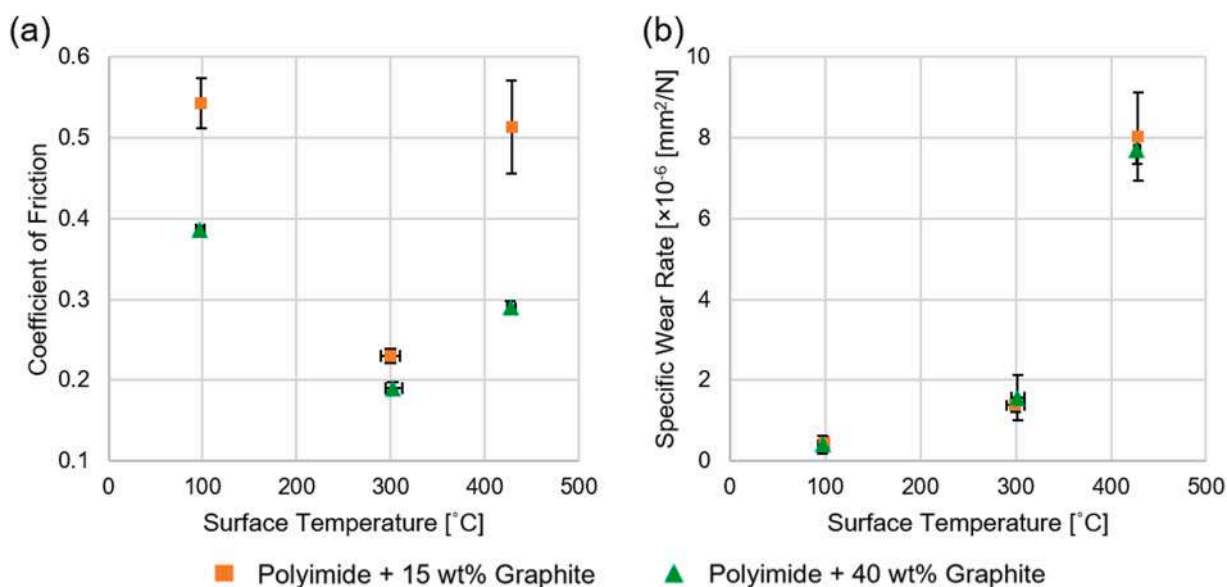 (a)
(b)
0.6
0.5
0.4
0.3
0.2
0.1
Coefficient of Friction
0 100 200 300 400 500
Surface Temperature [˚C]
10
8
6
4
2
0
Specific Wear Rate [×10⁻⁶ [mm²/N]
0 100 200 300 400 500
Surface Temperature [˚C]
Polyimide + 15 wt% Graphite
Polyimide + 40 wt% Graphite